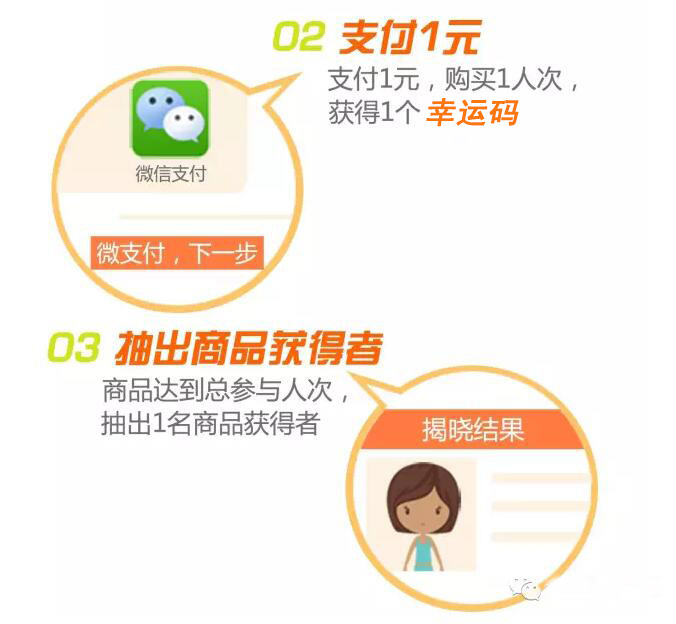 02 支付1元
支付1元，购买1人次，
获得1个 幸运码
微信支付
微支付，下一步
03 抽出商品获得者
商品达到总参与人次，
抽出1名商品获得者
揭晓结果